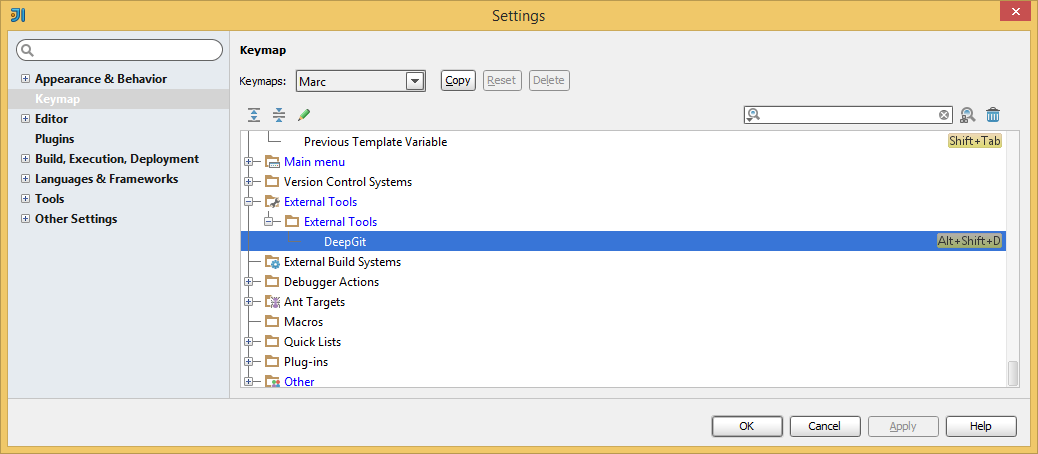 Settings
Appearance & Behavior
Keymap
Editor
Plugins
Build, Execution, Deployment
Languages & Frameworks
Tools
Other Settings
Keymap
Keymaps: Marc Copy Reset Delete
Previous Template Variable Shift+Tab
Main menu
Version Control Systems
External Tools
External Tools
DeepGit Alt+Shift+D
External Build Systems
Debugger Actions
Ant Targets
Macros
Quick Lists
Plug-ins
Other
OK Cancel Apply Help